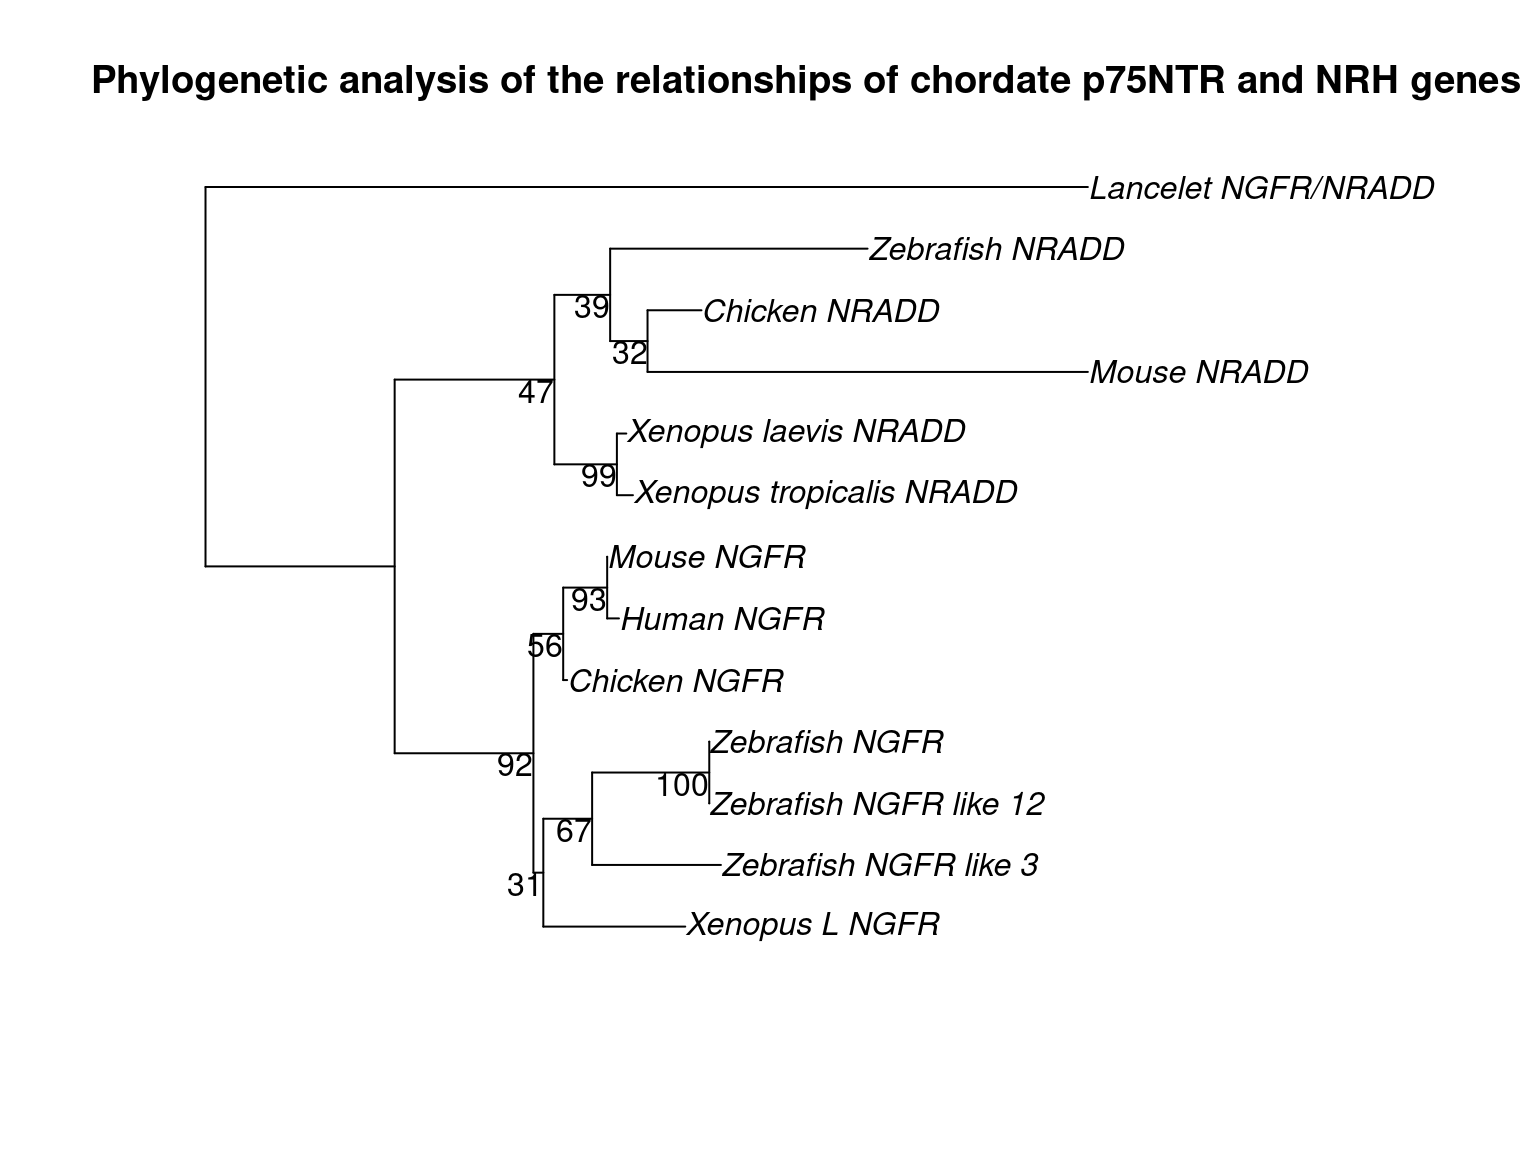 Phylogenetic analysis of the relationships of chordate p75NTR and NRH genes
Lancelet NGFR/NRADD
Zebrafish NRADD
39
Chicken NRADD
32
Mouse NRADD
47
Xenopus laevis NRADD
99
Xenopus tropicalis NRADD
Mouse NGFR
93
Human NGFR
56
Chicken NGFR
Zebrafish NGFR
92
100
Zebrafish NGFR like 12
67
Zebrafish NGFR like 3
31
Xenopus L NGFR